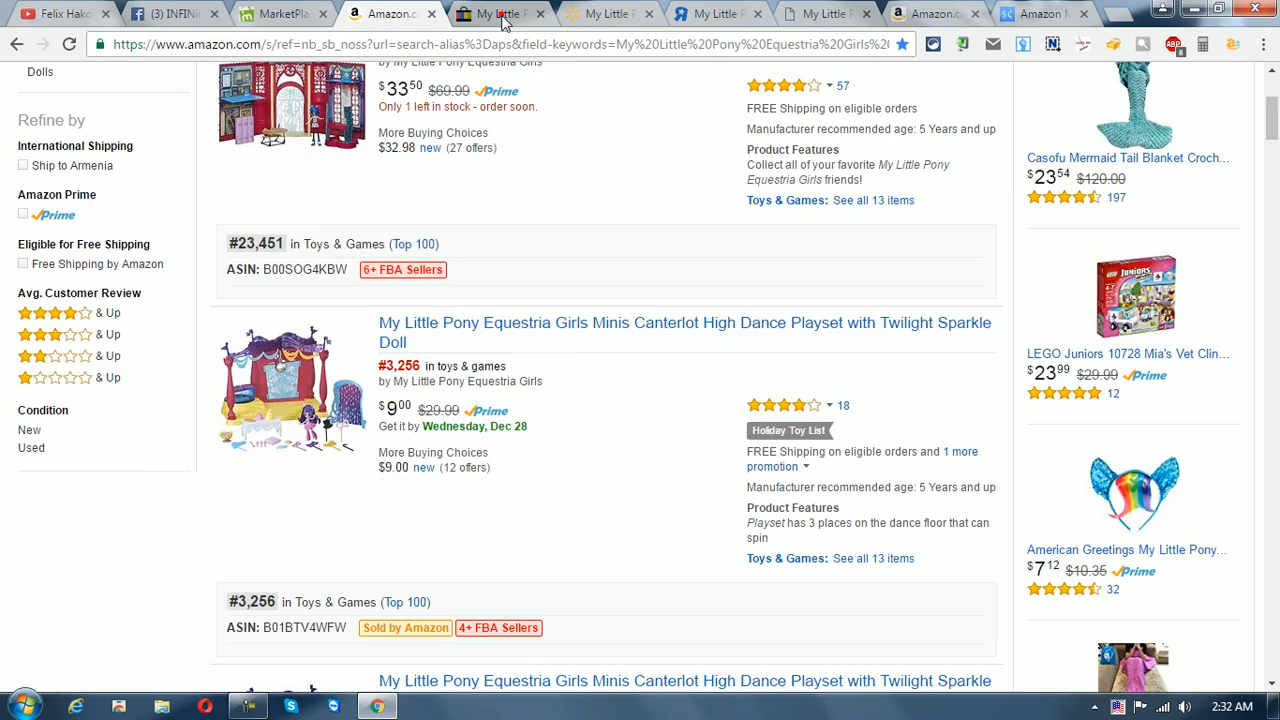 Felix Hako
(3) INFIN
MarketPla
Amazon.c
My Little P
My Little P
My Little P
My Little P
Amazon.c
Amazon M
https://www.amazon.com/s/ref=nb_sb_noss?url=search-alias%3Daps&field-keywords=My%20Little%20Pony%20Equestria%20Girls%20
8
Dolls
Refine by
International Shipping
Ship to Armenia
Amazon Prime
Prime
Eligible for Free Shipping
Free Shipping by Amazon
Avg. Customer Review
& Up
& Up
& Up
& Up
Condition
New
Used
by My Little Pony Equestria Girls
$33 50 $69.99 Prime
Only 1 left in stock - order soon.
More Buying Choices
$32.98 new (27 offers)
57
FREE Shipping on eligible orders
Manufacturer recommended age: 5 Years and up
Product Features
Collect all of your favorite My Little Pony
Equestria Girls friends!
Toys & Games: See all 13 items
#23,451 in Toys & Games (Top 100)
ASIN: B00SOG4KBW 6+ FBA Sellers
My Little Pony Equestria Girls Minis Canterlot High Dance Playset with Twilight Sparkle
Doll
#3,256 in toys & games
by My Little Pony Equestria Girls
$9 00 $29.99 Prime
Get it by Wednesday, Dec 28
More Buying Choices
$9.00 new (12 offers)
18
Holiday Toy List
FREE Shipping on eligible orders and 1 more
promotion
Manufacturer recommended age: 5 Years and up
Product Features
Playset has 3 places on the dance floor that can
spin
Toys & Games: See all 13 items
#3,256 in Toys & Games (Top 100)
ASIN: B01BTV4WFW Sold by Amazon 4+ FBA Sellers
My Little Pony Equestria Girls Minis Canterlot High Dance Playset with Twilight Sparkle
Casofu Mermaid Tail Blanket Croch...
$23 54 $120.00
197
LEGO Juniors 10728 Mia's Vet Clin...
$23 99 $29.99 Prime
12
American Greetings My Little Pony...
$7 12 $10.35 Prime
32
2:32 AM